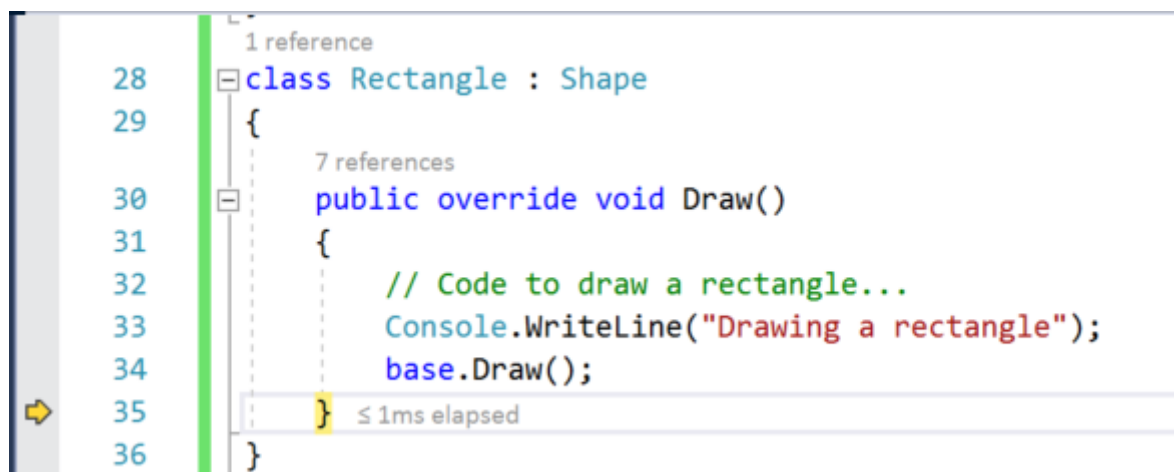 1 reference
28 class Rectangle : Shape
29 {
7 references
30 public override void Draw()
31 {
32 // Code to draw a rectangle...
33 Console.WriteLine("Drawing a rectangle");
34 base.Draw();
35 } ≤ 1ms elapsed
36 }